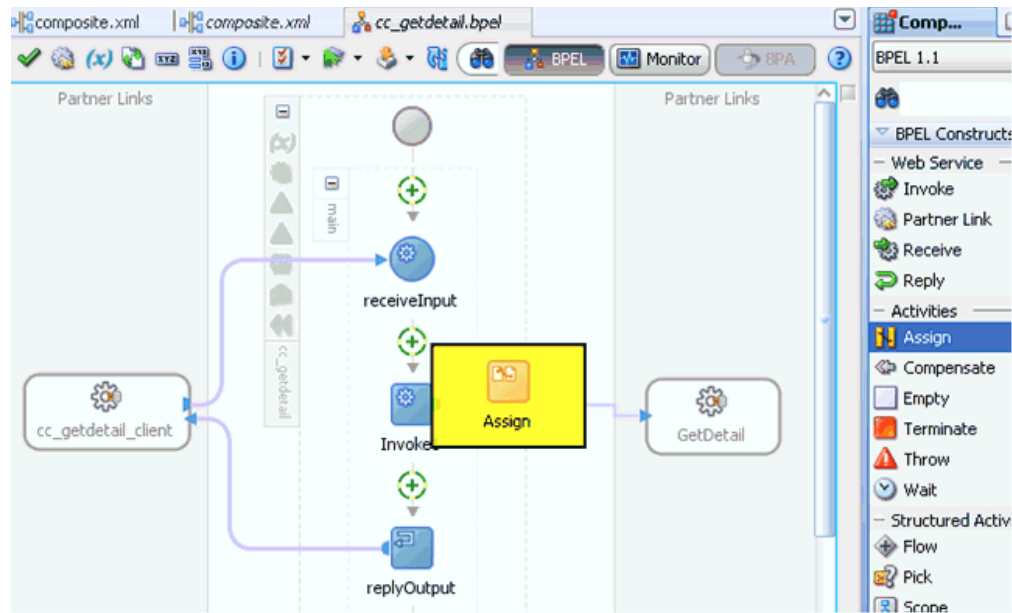 composite.xml composite.xml cc_getdetail.bpel Comp...
XYZ BPEL Monitor BPA BPEL 1.1
Partner Links
Partner Links
main
receiveInput
cc_getdetail
cc_getdetail_client
Assign
GetDetail
replyOutput
BPEL Constructs
Web Service
Invoke
Partner Link
Receive
Reply
Activities
Assign
Compensate
Empty
Terminate
Throw
Wait
Structured Activ
Flow
Pick
Scope